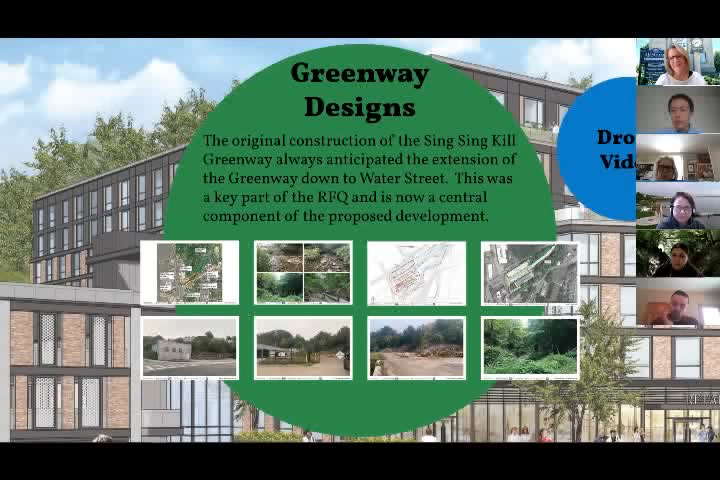 Greenway
Designs
The original construction of the Sing Sing Kill
Greenway always anticipated the extension of
the Greenway down to Water Street. This was
a key part of the RFQ and is now a central
component of the proposed development.
Dro
Vid